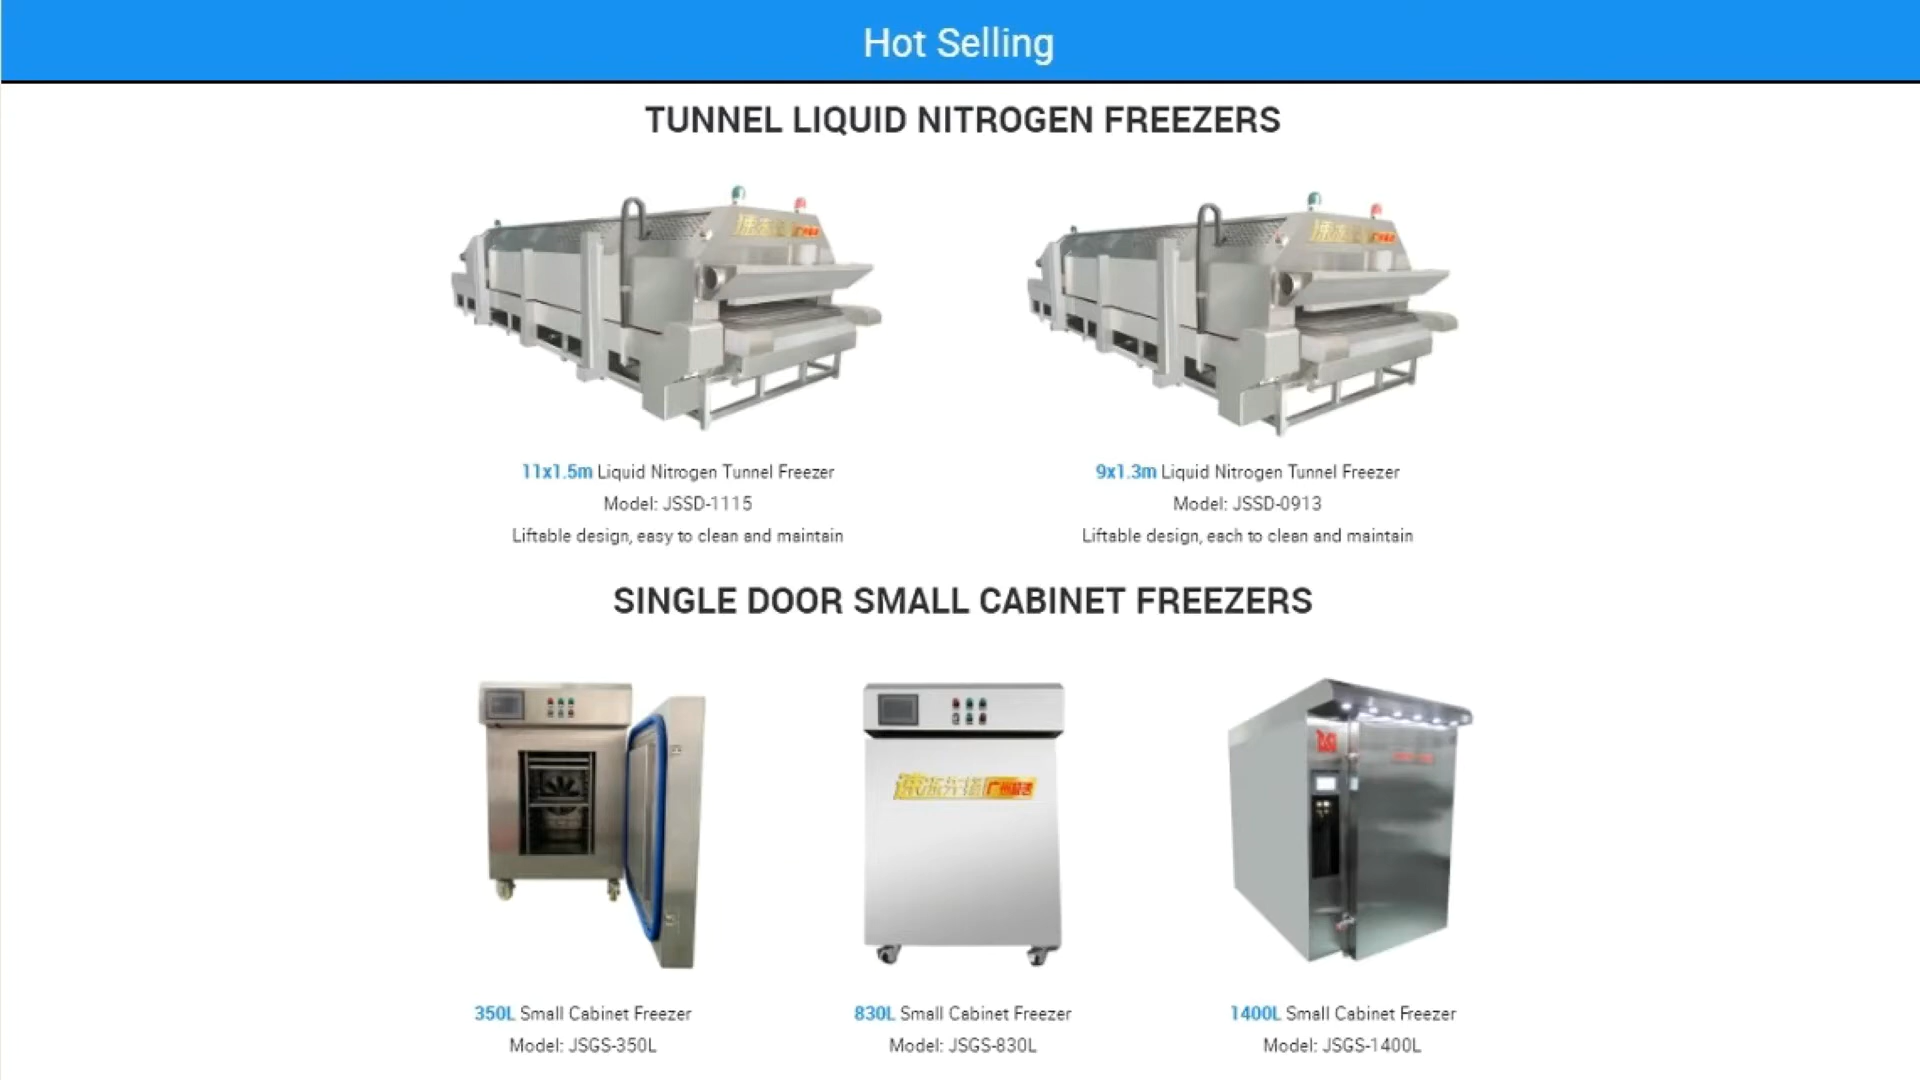 Hot Selling
TUNNEL LIQUID NITROGEN FREEZERS
11x1.5m Liquid Nitrogen Tunnel Freezer
Model: JSSD-1115
Liftable design, easy to clean and maintain
9x1.3m Liquid Nitrogen Tunnel Freezer
Model: JSSD-0913
Liftable design, each to clean and maintain
SINGLE DOOR SMALL CABINET FREEZERS
350L Small Cabinet Freezer
Model: JSGS-350L
830L Small Cabinet Freezer
Model: JSGS-830L
1400L Small Cabinet Freezer
Model: JSGS-1400L